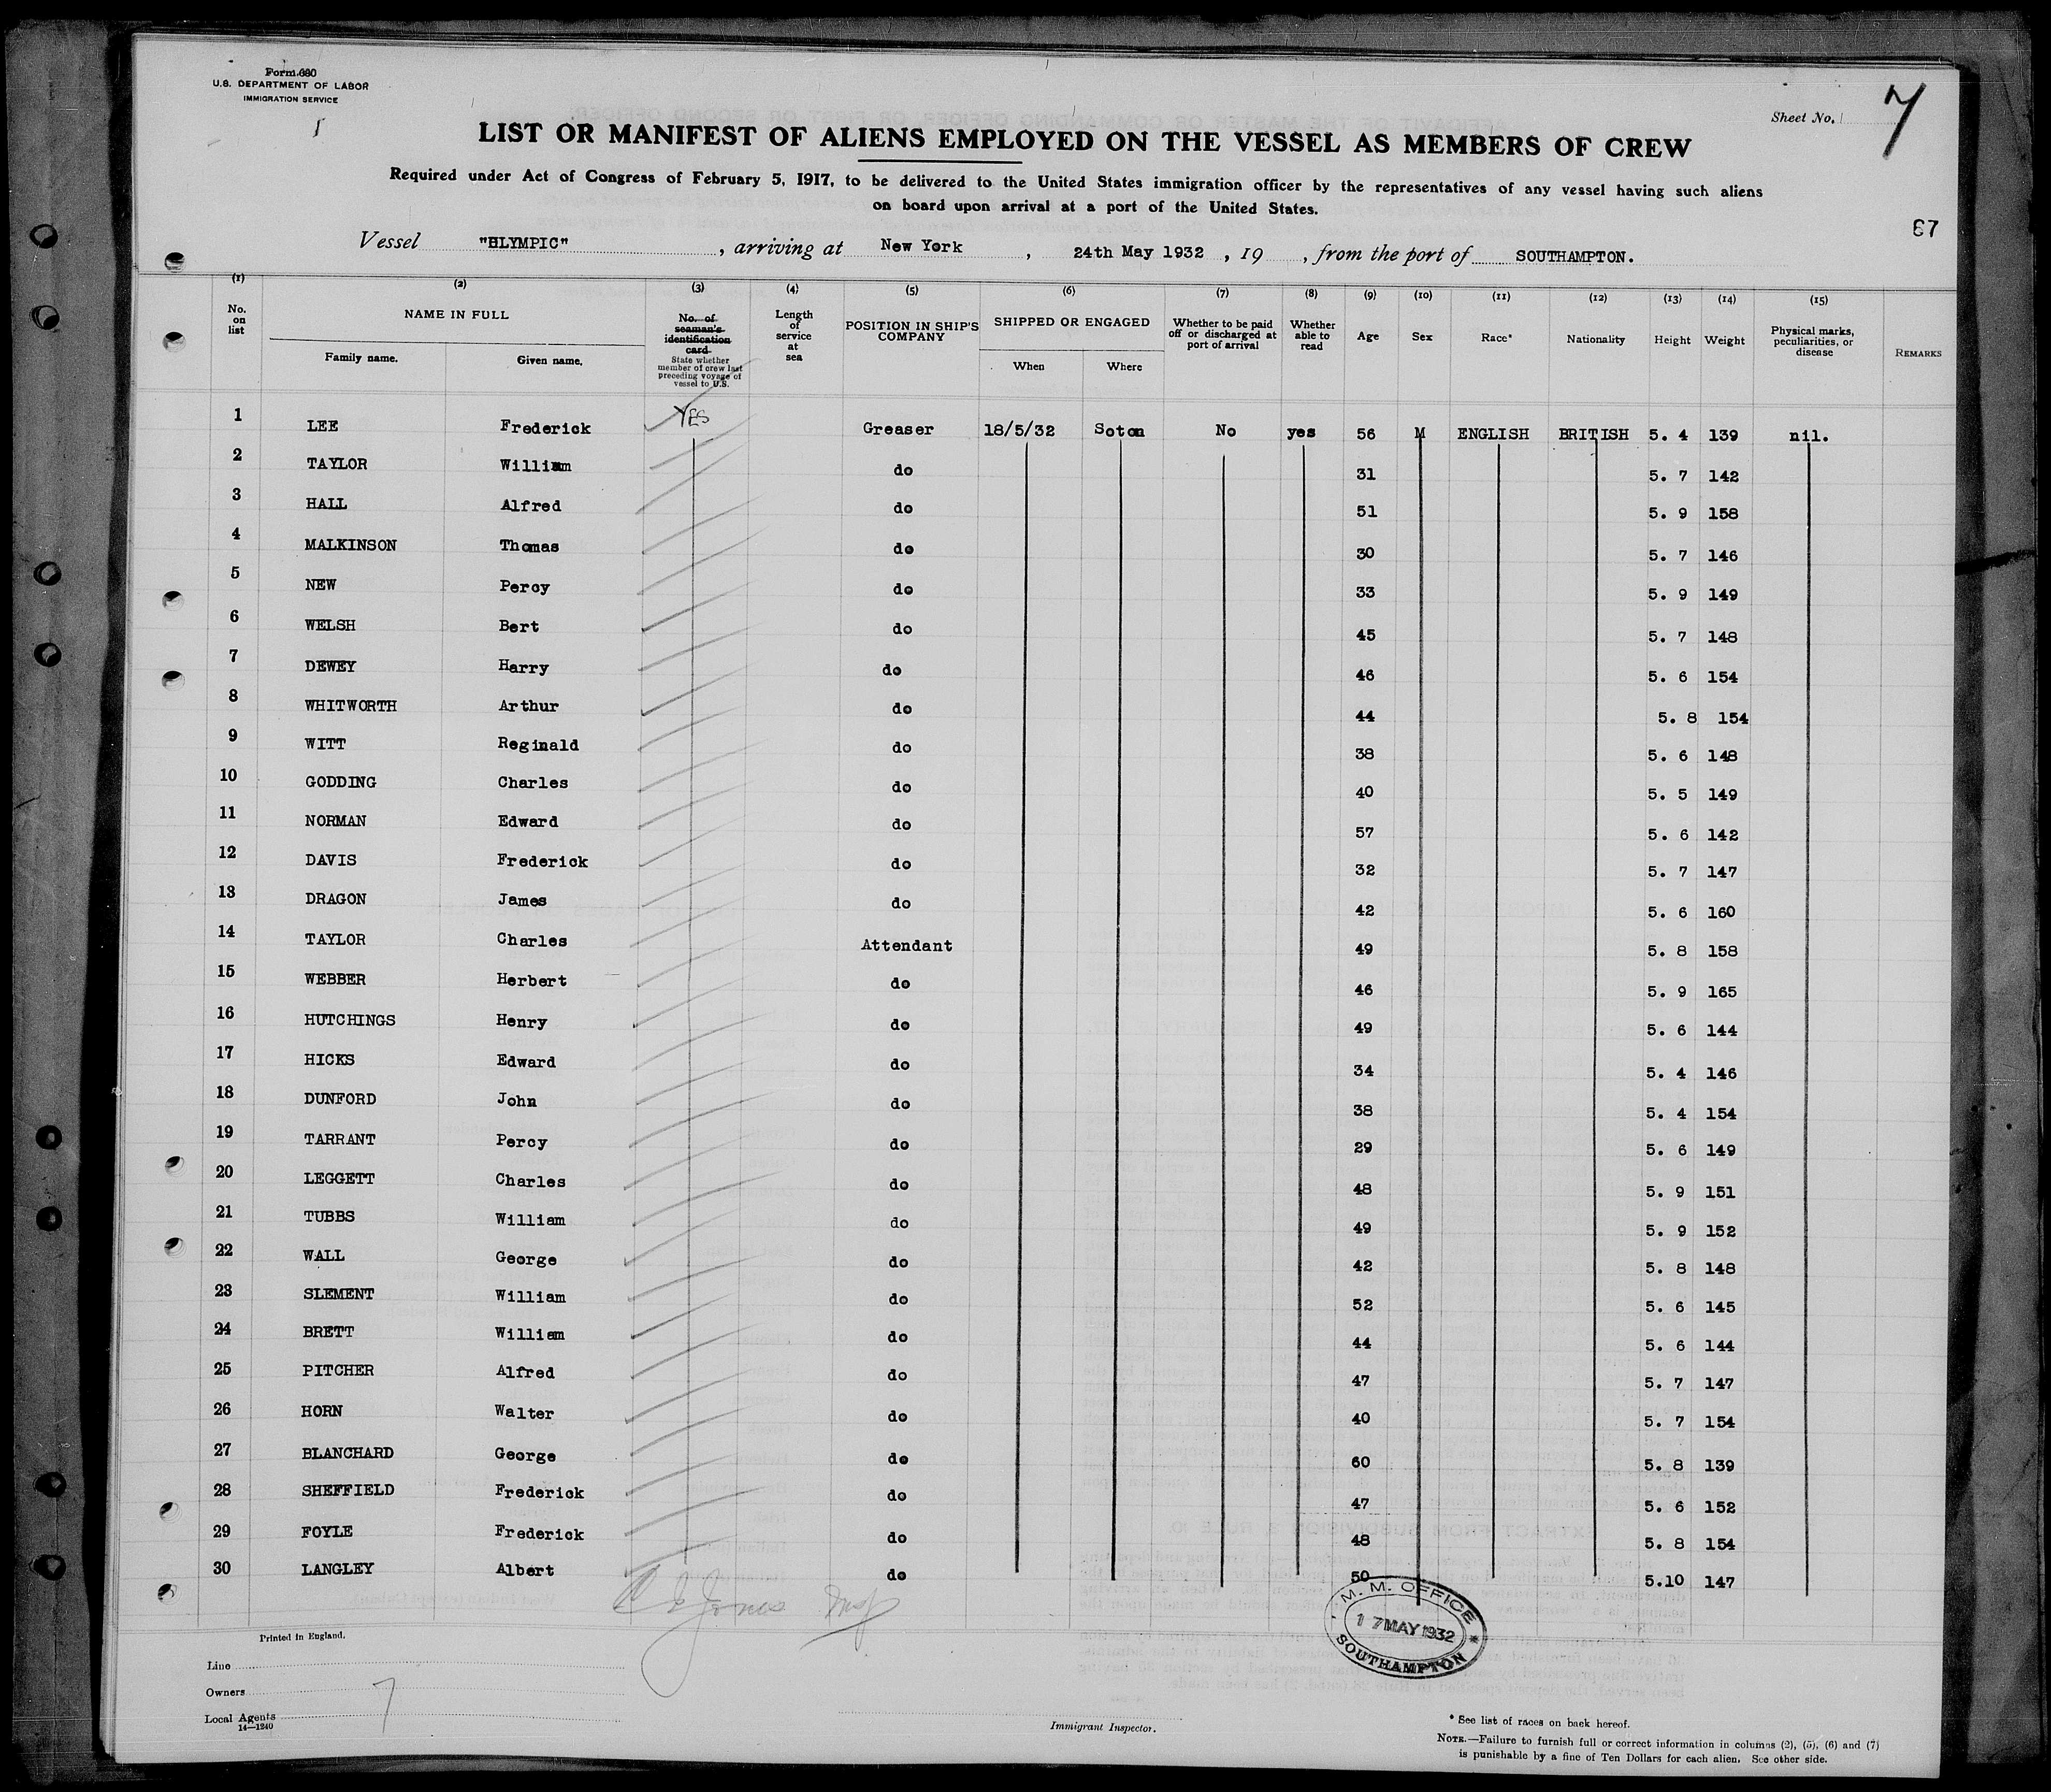 Form 680
U.S. DEPARTMENT OF LABOR
IMMIGRATION SERVICE
Sheet No. 7
LIST OR MANIFEST OF ALIENS EMPLOYED ON THE VESSEL AS MEMBERS OF CREW
Required under Act of Congress of February 5, 1917, to be delivered to the United States immigration officer by the representatives of any vessel having such aliens
on board upon arrival at a port of the United States.
67
Vessel "HLYMPIC", arriving at New York, 24th May 1932, 19 , from the port of SOUTHAMPTON.
(1) (2) (3) (4) (5) (6) (7) (8) (9) (10) (11) (12) (13) (14) (15)
No. on list NAME IN FULL Family name. Given name. No. of seaman's identification card State whether member of crew last preceding voyage of vessel to U.S. Length of service at sea POSITION IN SHIP'S COMPANY SHIPPED OR ENGAGED When Where Whether to be paid off or discharged at port of arrival Whether able to read Age Sex Race* Nationality Height Weight Physical marks, peculiarities, or disease REMARKS
1 LEE Frederick YES Greaser 18/5/32 Soton No yes 56 M ENGLISH BRITISH 5. 4 139 nil.
2 TAYLOR William do 31 5. 7 142
3 HALL Alfred do 51 5. 9 158
4 MALKINSON Thomas do 30 5. 7 146
5 NEW Percy do 33 5. 9 149
6 WELSH Bert do 45 5. 7 148
7 DEWEY Harry do 46 5. 6 154
8 WHITWORTH Arthur do 44 5. 8 154
9 WITT Reginald do 38 5. 6 148
10 GODDING Charles do 40 5. 5 149
11 NORMAN Edward do 57 5. 6 142
12 DAVIS Frederick do 32 5. 7 147
13 DRAGON James do 42 5. 6 160
14 TAYLOR Charles Attendant 49 5. 8 158
15 WEBBER Herbert do 46 5. 9 165
16 HUTCHINGS Henry do 49 5. 6 144
17 HICKS Edward do 34 5. 4 146
18 DUNFORD John do 38 5. 4 154
19 TARRANT Percy do 29 5. 6 149
20 LEGGETT Charles do 48 5. 9 151
21 TUBBS William do 49 5. 9 152
22 WALL George do 42 5. 8 148
23 SLEMENT William do 52 5. 6 145
24 BRETT William do 44 5. 6 144
25 PITCHER Alfred do 47 5. 7 147
26 HORN Walter do 40 5. 7 154
27 BLANCHARD George do 60 5. 8 139
28 SHEFFIELD Frederick do 47 5. 6 152
29 FOYLE Frederick do 48 5. 8 154
30 LANGLEY Albert do 50 5.10 147
Jones Insp
M. M. OFFICE
17 MAY 1932
SOUTHAMPTON
Printed in England.
Line
Owners
7
Local Agents
14—1240
Immigrant Inspector.
* See list of races on back hereof.
NOTE.—Failure to furnish full or correct information in columns (2), (5), (6) and (7)
is punishable by a fine of Ten Dollars for each alien. See other side.